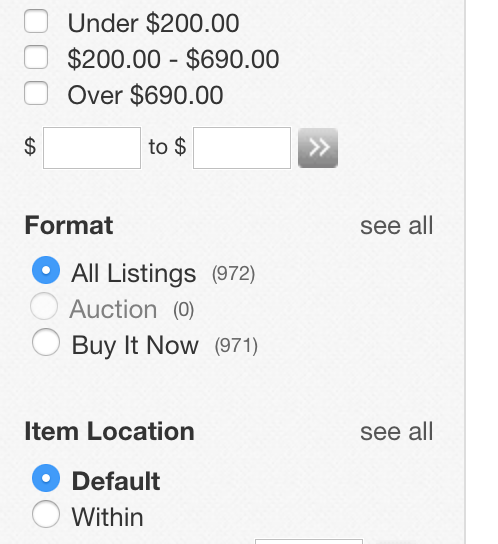 Under $200.00
$200.00 - $690.00
Over $690.00
$ to $
Format see all
All Listings (972)
Auction (0)
Buy It Now (971)
Item Location see all
Default
Within